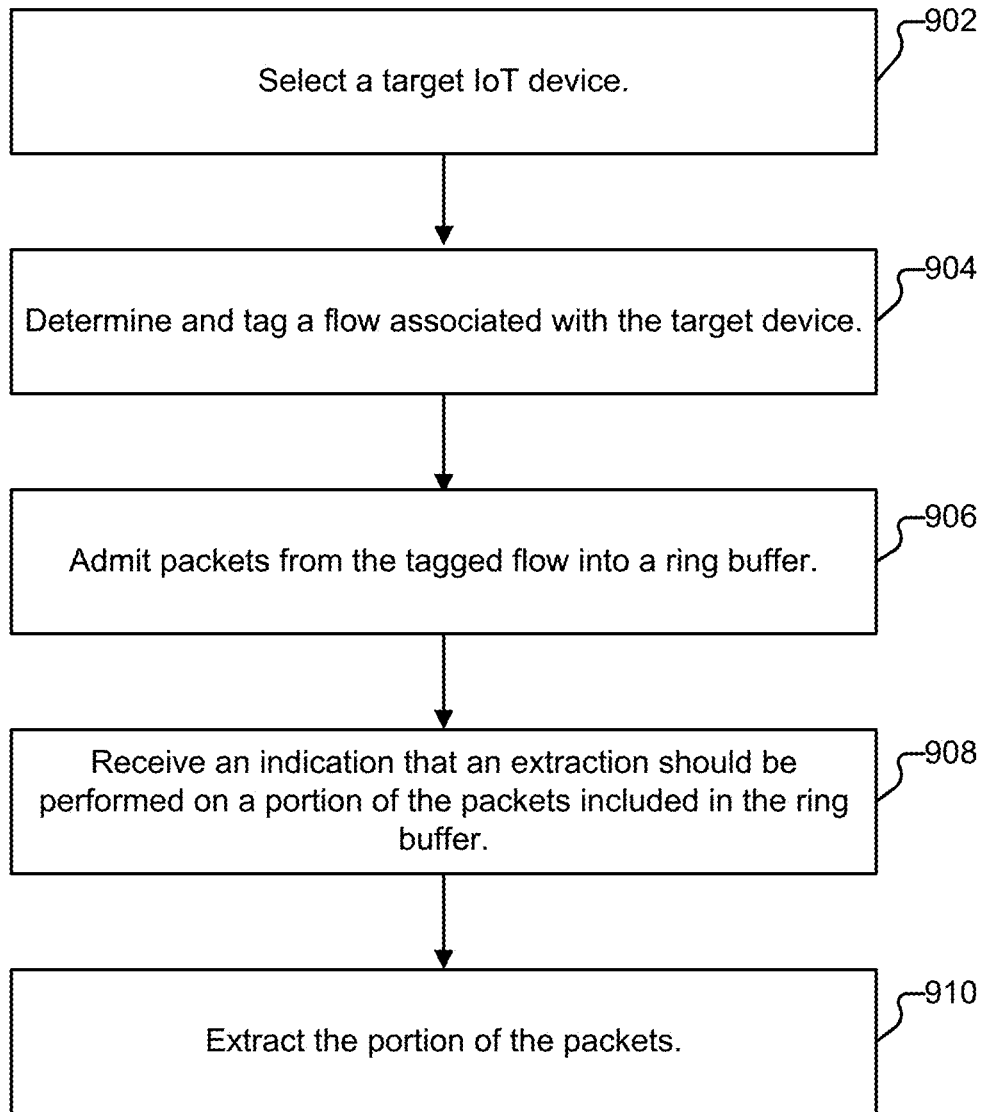 902
Select a target IoT device.
904
Determine and tag a flow associated with the target device.
906
Admit packets from the tagged flow into a ring buffer.
908
Receive an indication that an extraction should be
performed on a portion of the packets included in the ring
buffer.
910
Extract the portion of the packets.